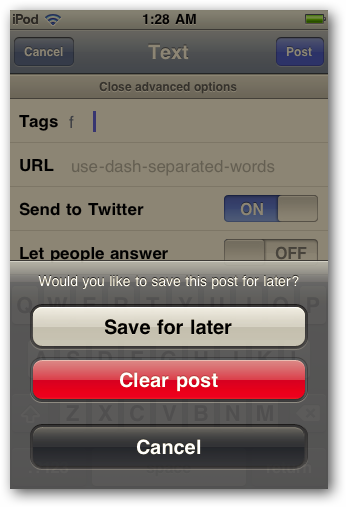 iPod 1:28 AM
Cancel Text Post
Close advanced options
Tags f
URL use-dash-separated-words
Send to Twitter ON
Let people answer OFF
Would you like to save this post for later?
Q W E R T Y U I O P
Save for later
Clear post
Z X C V B N M
Cancel